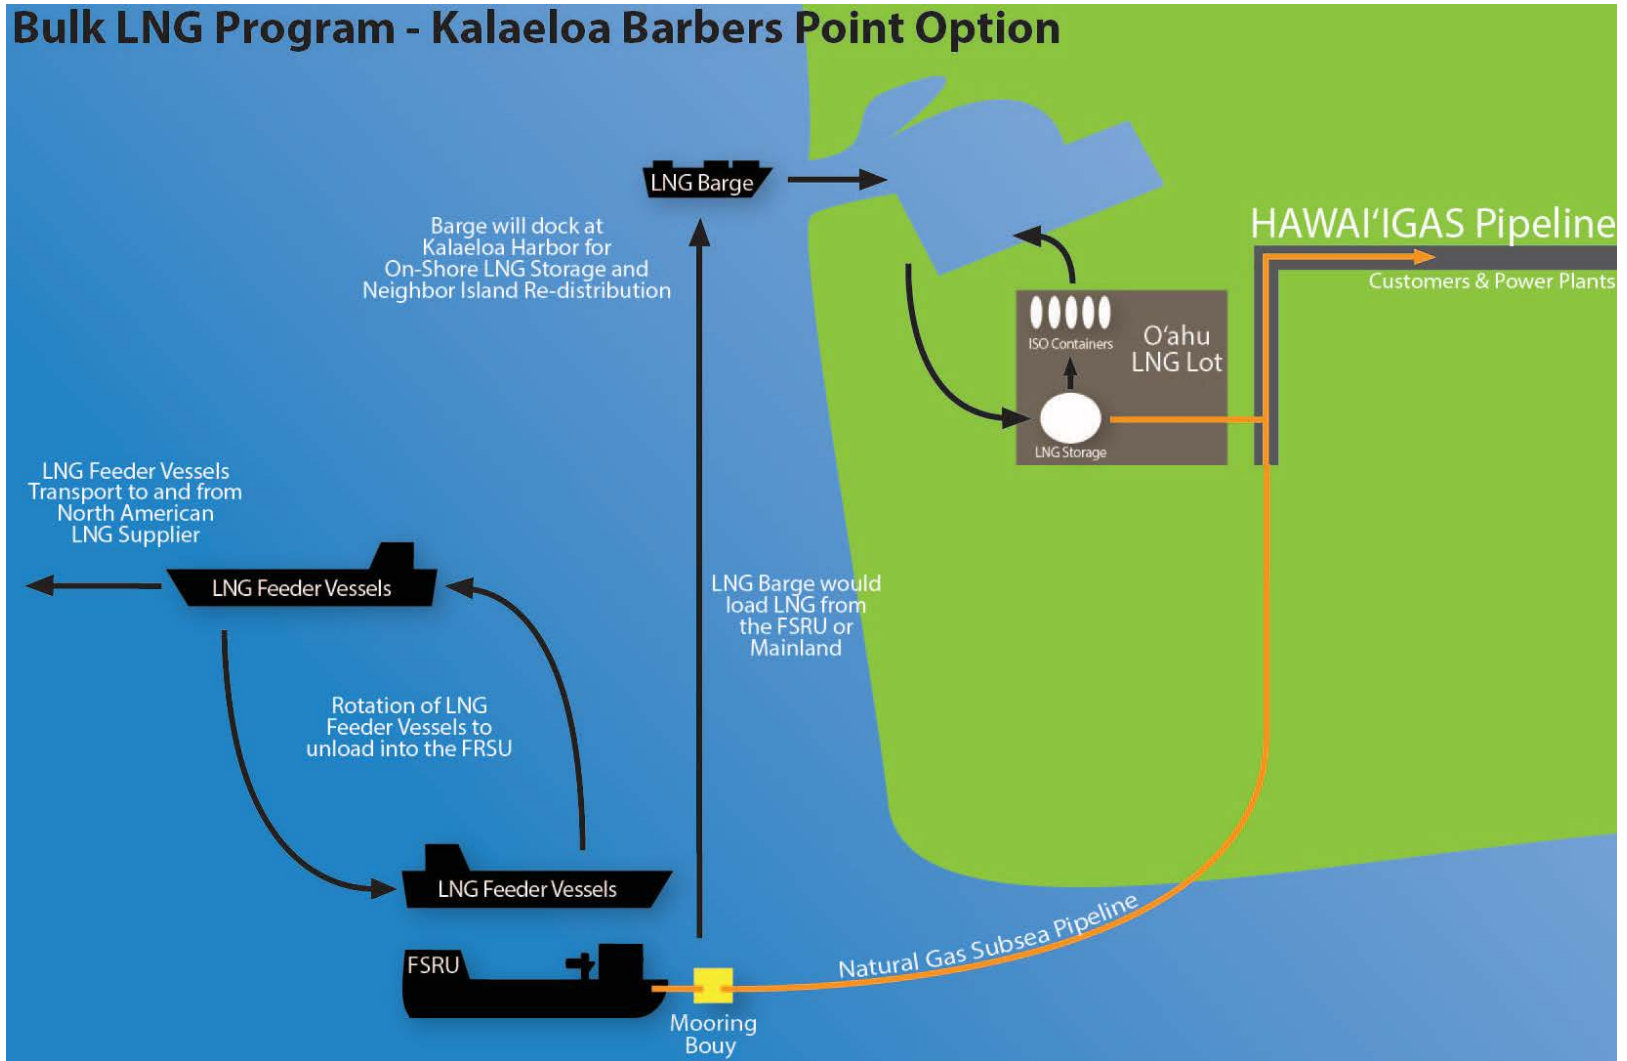 Bulk LNG Program - Kalaeloa Barbers Point Option
LNG Barge
Barge will dock at
Kalaeloa Harbor for
On-Shore LNG Storage and
Neighbor Island Re-distribution
HAWAI‘IGAS Pipeline
Customers & Power Plants
ISO Containers
O‘ahu
LNG Lot
LNG Storage
LNG Feeder Vessels
Transport to and from
North American
LNG Supplier
LNG Feeder Vessels
LNG Barge would
load LNG from
the FSRU or
Mainland
Rotation of LNG
Feeder Vessels to
unload into the FRSU
LNG Feeder Vessels
FSRU
Natural Gas Subsea Pipeline
Mooring
Bouy